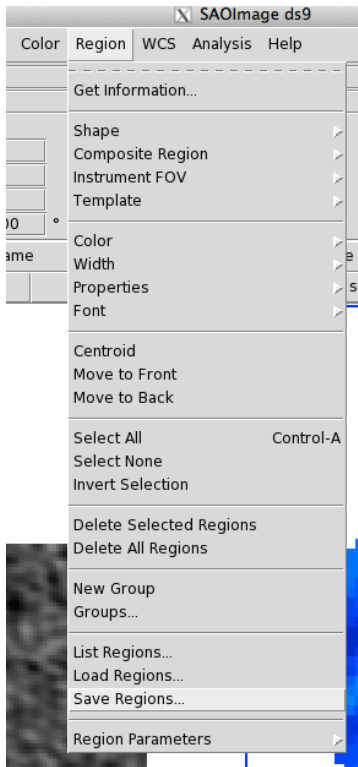 SAOImage ds9
Color Region WCS Analysis Help
Get Information...
Shape
Composite Region
Instrument FOV
Template
00 °
Color
ame
e
Width
Properties
s
Font
Centroid
Move to Front
Move to Back
Select All Control-A
Select None
Invert Selection
Delete Selected Regions
Delete All Regions
New Group
Groups...
List Regions...
Load Regions...
Save Regions...
Region Parameters